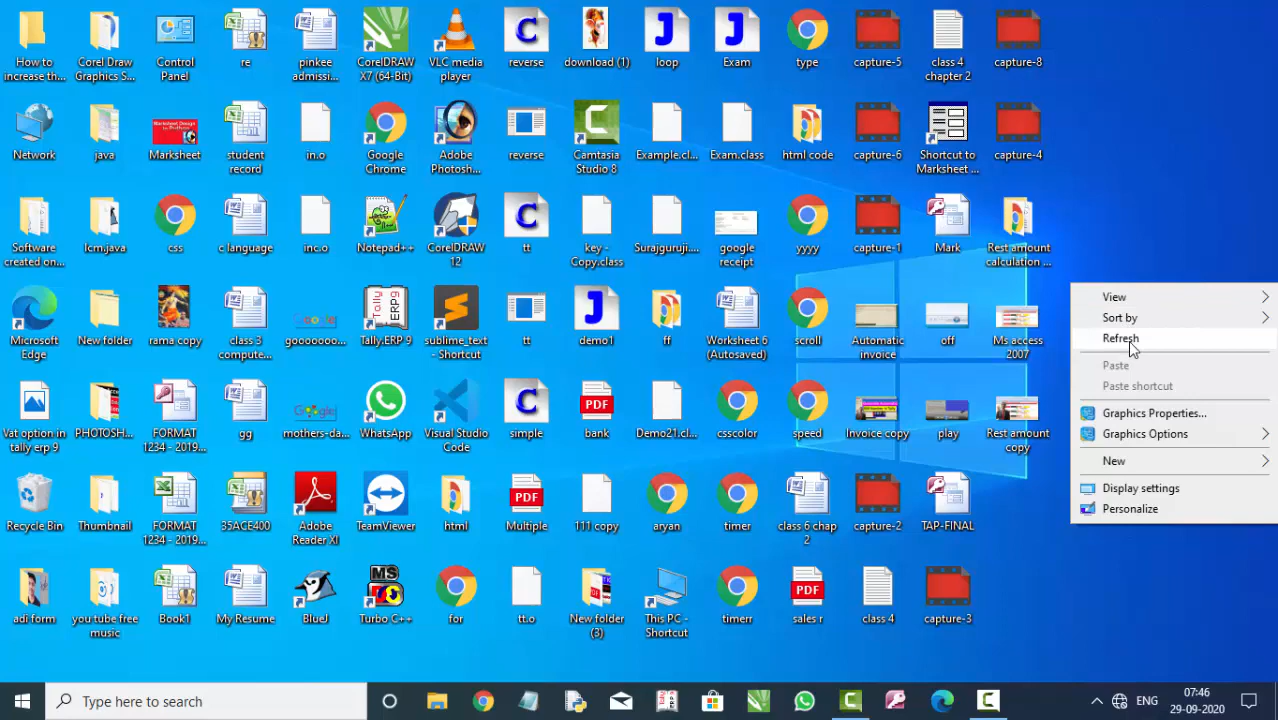 How to
increase th...
Corel Draw
Graphics S...
Control
Panel
re
pinkee
admissi...
CorelDRAW
X7 (64-Bit)
VLC media
player
reverse
download (1)
loop
Exam
type
capture-5
class 4
chapter 2
capture-8
Network
java
Marksheet
student
record
in.o
Google
Chrome
Adobe
Photosh...
reverse
Camtasia
Studio 8
Example.cl...
Exam.class
html code
capture-6
Shortcut to
Marksheet ...
capture-4
Software
created on...
lcm.java
css
c language
inc.o
Notepad++
CorelDRAW
12
tt
key -
Copy.class
Surajguruji....
google
receipt
yyyy
capture-1
Mark
Rest amount
calculation ...
Microsoft
Edge
New folder
rama copy
class 3
compute...
gooooooo...
Tally.ERP 9
sublime_text
- Shortcut
tt
demo1
ff
Worksheet 6
(Autosaved)
scroll
Automatic
invoice
off
Ms access
2007
Vat option in
tally erp 9
PHOTOSH...
FORMAT
1234 - 2019...
gg
mothers-da...
WhatsApp
Visual Studio
Code
simple
bank
Demo21.cl...
csscolor
speed
Invoice copy
play
Rest amount
copy
Recycle Bin
Thumbnail
FORMAT
1234 - 2019...
35ACE400
Adobe
Reader XI
TeamViewer
html
Multiple
111 copy
aryan
timer
class 6 chap
2
capture-2
TAP-FINAL
adi form
you tube free
music
Book1
My Resume
BlueJ
Turbo C++
for
tt.o
New folder
(3)
This PC -
Shortcut
timerr
sales r
class 4
capture-3
View
Sort by
Refresh
Paste
Paste shortcut
Graphics Properties...
Graphics Options
New
Display settings
Personalize
Type here to search
ENG
07:46
29-09-2020